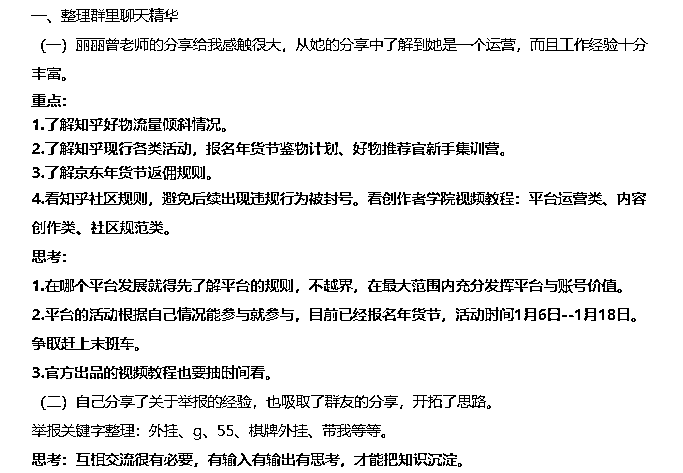 一、整理群里聊天精华
（一）丽丽曾老师的分享给我感触很大，从她的分享中了解到她是一个运营，而且工作经验十分
丰富。
重点：
1.了解知乎好物流量倾斜情况。
2.了解知乎现行各类活动，报名年货节鉴物计划、好物推荐官新手集训营。
3.了解京东年货节返佣规则。
4.看知乎社区规则，避免后续出现违规行为被封号。看创作者学院视频教程：平台运营类、内容
创作类、社区规范类。
思考：
1.在哪个平台发展就得先了解平台的规则，不越界，在最大范围内充分发挥平台与账号价值。
2.平台的活动根据自己情况能参与就参与，目前已经报名年货节，活动时间1月6日--1月18日。
争取赶上末班车。
3.官方出品的视频教程也要抽时间看。
（二）自己分享了关于举报的经验，也吸取了群友的分享，开拓了思路。
举报关键字整理：外挂、g、55、棋牌外挂、带我等等。
思考：互相交流很有必要，有输入有输出有思考，才能把知识沉淀。